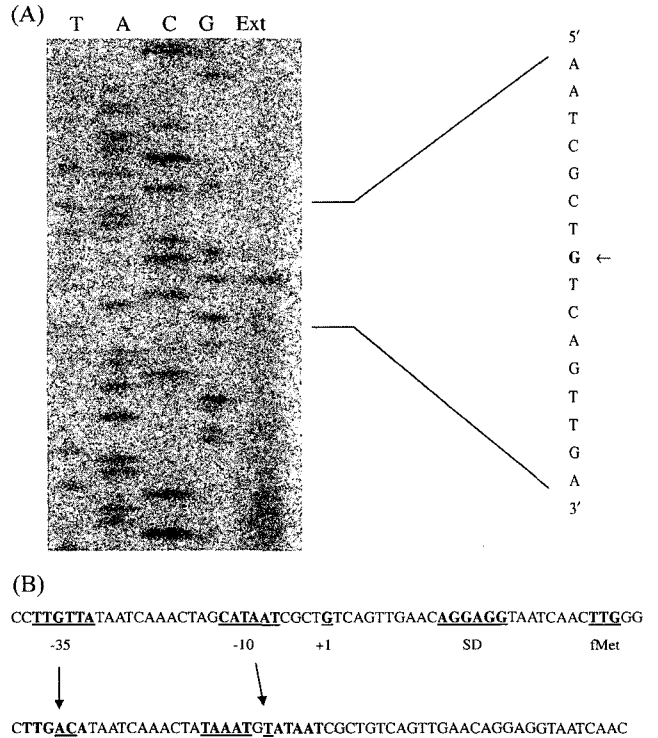 (A)
T A C G Ext
5′
A
A
T
C
G
C
T
G ←
T
C
A
G
T
T
G
A
3′
(B)
CCTTGTTATAATCAAACTAGCATAATCGCTGTCAGTTGAACAGGAGGTAATCAACTTGGG
-35 -10 +1 SD fMet
CTTGACATAATCAAACTATAAATGTATAATCGCTGTCAGTTGAACAGGAGGTAATCAAC